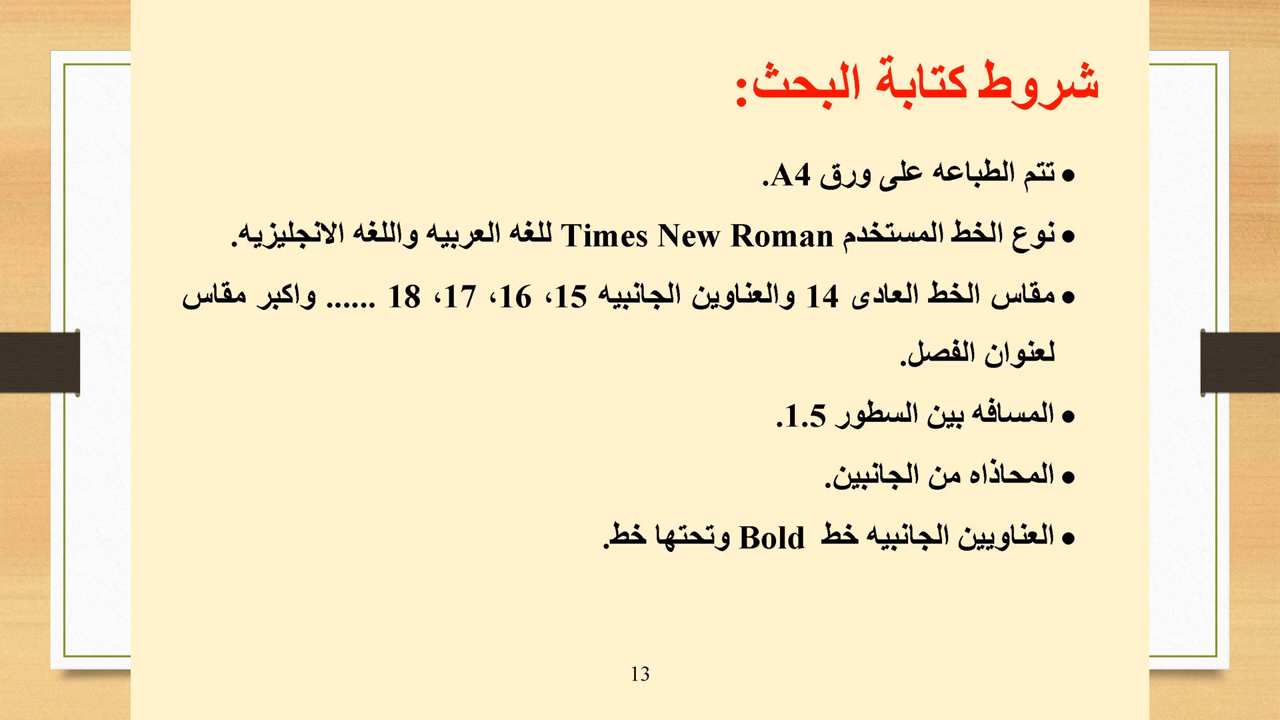 شروط كتابة البحث:
• تتم الطباعه على ورق A4.
• نوع الخط المستخدم Times New Roman للغه العربيه واللغه الانجليزيه.
• مقاس الخط العادى 14 والعناوين الجانبيه 15، 16، 17، 18 ...... واكبر مقاس
لعنوان الفصل.
• المسافه بين السطور 1.5.
• المحاذاه من الجانبين.
• العناويين الجانبيه خط Bold وتحتها خط.
13